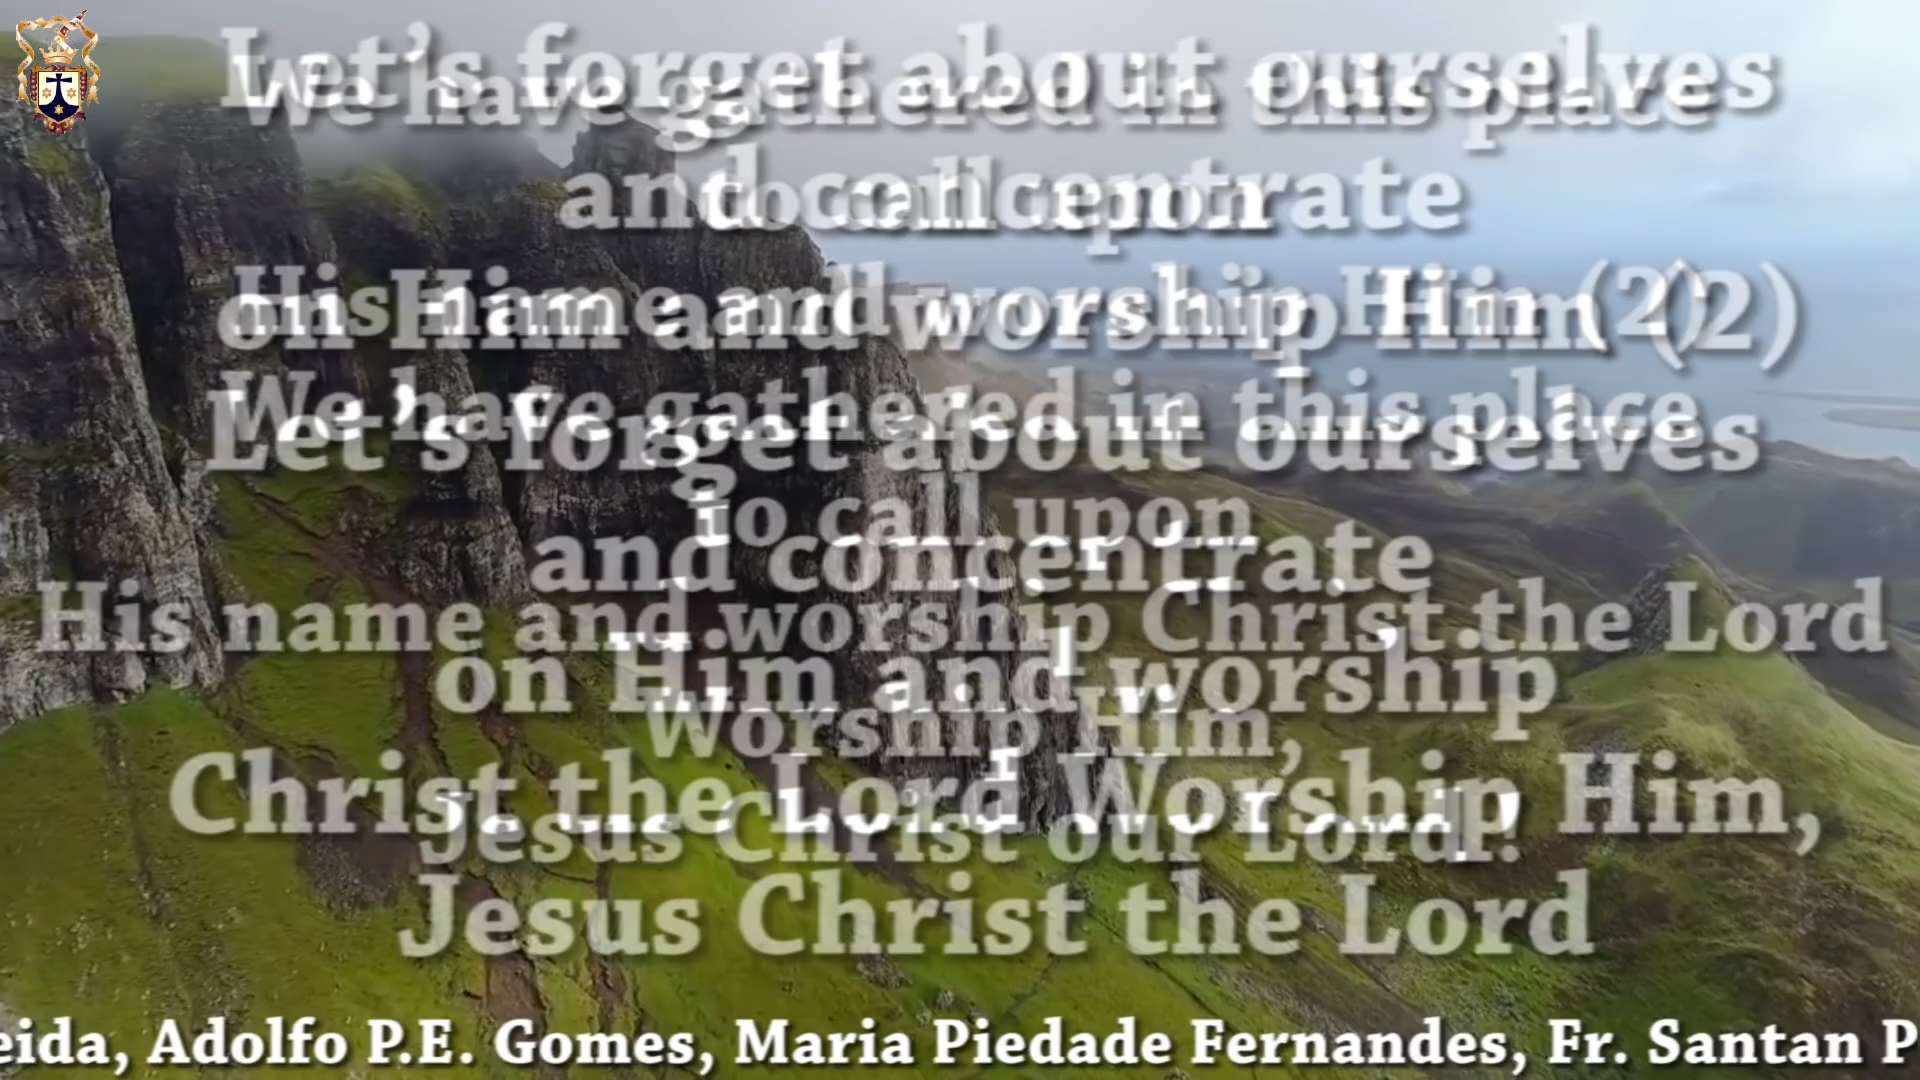 We have gathered in this place
to call upon
His name and worship Him (2)
We have gathered in this place
to call upon
His name and worship Christ the Lord
Worship Him,
Jesus Christ our Lord!
Let's forget about ourselves
and concentrate
on Him and worship Him (2)
Let's forget about ourselves
and concentrate
on Him and worship
Christ the Lord Worship Him,
Jesus Christ the Lord
eida, Adolfo P.E. Gomes, Maria Piedade Fernandes, Fr. Santan P